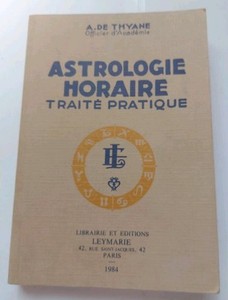 A. DE THYANE
Officier d'Académie
ASTROLOGIE
HORAIRE
TRAITÉ PRATIQUE
LIBRAIRIE ET EDITIONS
LEYMARIE
42, RUE SAINT-JACQUES, 42
PARIS
1984